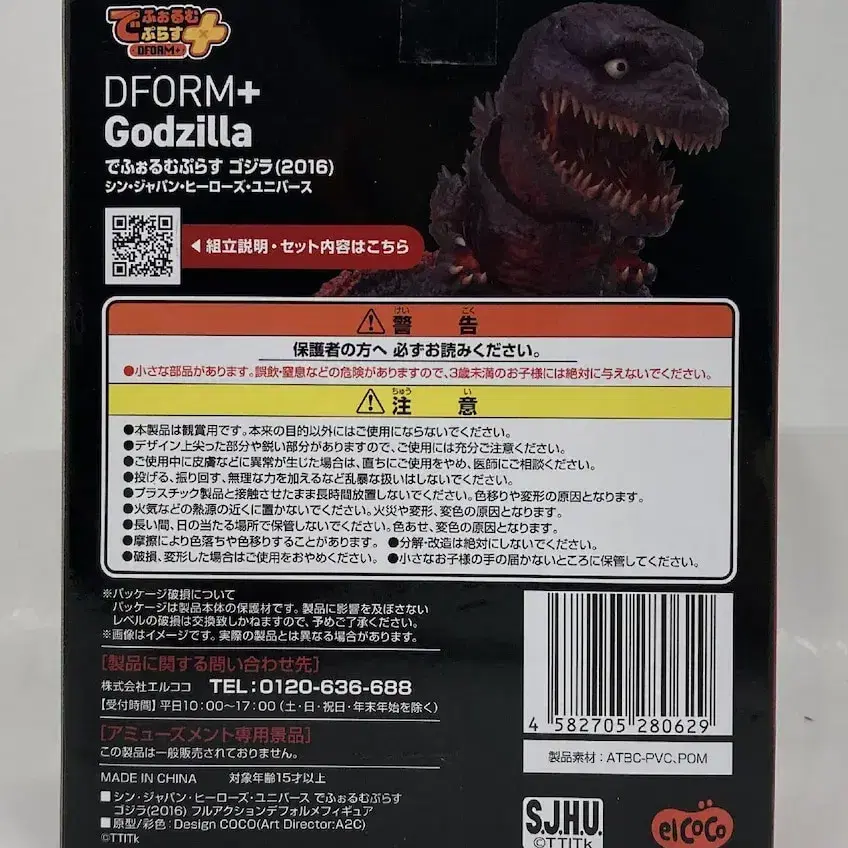 でふぉるむ
ぷらす
DFORM+
DFORM+
Godzilla
でふぉるむぷらす ゴジラ(2016)
シン・ジャパン・ヒーローズ・ユニバース
◀組立説明・セット内容はこちら
けい こく
⚠警 告
保護者の方へ 必ずお読みください。
●小さな部品があります。誤飲・窒息などの危険がありますので、3歳未満のお子様には絶対に与えないでください。
ちゅう い
⚠注 意
●本製品は観賞用です。本来の目的以外にはご使用にならないでください。
●デザイン上尖った部分や鋭い部分がありますので、ご使用には充分ご注意ください。
●ご使用中に皮膚などに異常が生じた場合は、直ちにご使用をやめ、医師にご相談ください。
●投げる、振り回す、無理な力を加えるなど乱暴な扱いはしないでください。
●プラスチック製品と接触させたまま長時間放置しないでください。色移りや変形の原因となります。
●火気などの熱源の近くに置かないでください。火災や変形、変色の原因となります。
●長い間、日の当たる場所で保管しないでください。色あせ、変色の原因となります。
●摩擦により色落ちや色移りすることがあります。 ●分解・改造は絶対にしないでください。
●破損、変形した場合はご使用をおやめください。 ●小さなお子様の手の届かないところに保管してください。
※パッケージ破損について
パッケージは製品本体の保護材です。製品に影響を及ぼさない
レベルの破損は交換致しかねますので、予めご了承ください。
※画像はイメージです。実際の製品とは異なる場合があります。
[製品に関する問い合わせ先]
株式会社エルココ TEL:0120-636-688
【受付時間】平日10:00〜17:00(土・日・祝日・年末年始を除く)
[アミューズメント専用景品]
この製品は一般販売されておりません。
MADE IN CHINA 対象年齢15才以上
■シン・ジャパン・ヒーローズ・ユニバース でふぉるむぷらす
ゴジラ(2016) フルアクションデフォルメフィギュア
■原型/彩色:Design COCO(Art Director:A2C)
©TTITk
4 582705 280629
製品素材:ATBC-PVC、POM
S.J.H.U.
©TTITk
elcoco